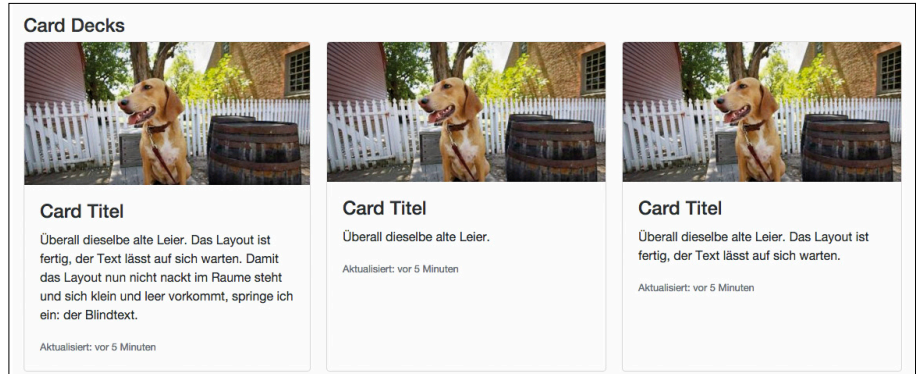 Card Decks
Card Titel
Überall dieselbe alte Leier. Das Layout ist
fertig, der Text lässt auf sich warten. Damit
das Layout nun nicht nackt im Raume steht
und sich klein und leer vorkommt, springe ich
ein: der Blindtext.
Aktualisiert: vor 5 Minuten
Card Titel
Überall dieselbe alte Leier.
Aktualisiert: vor 5 Minuten
Card Titel
Überall dieselbe alte Leier. Das Layout ist
fertig, der Text lässt auf sich warten.
Aktualisiert: vor 5 Minuten